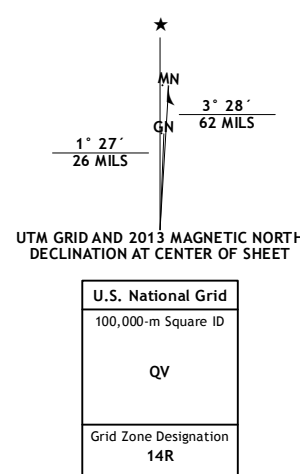 ★
MN
3° 28´
62 MILS
GN
1° 27´
26 MILS
UTM GRID AND 2013 MAGNETIC NORTH
DECLINATION AT CENTER OF SHEET
U.S. National Grid
100,000-m Square ID
QV
Grid Zone Designation
14R